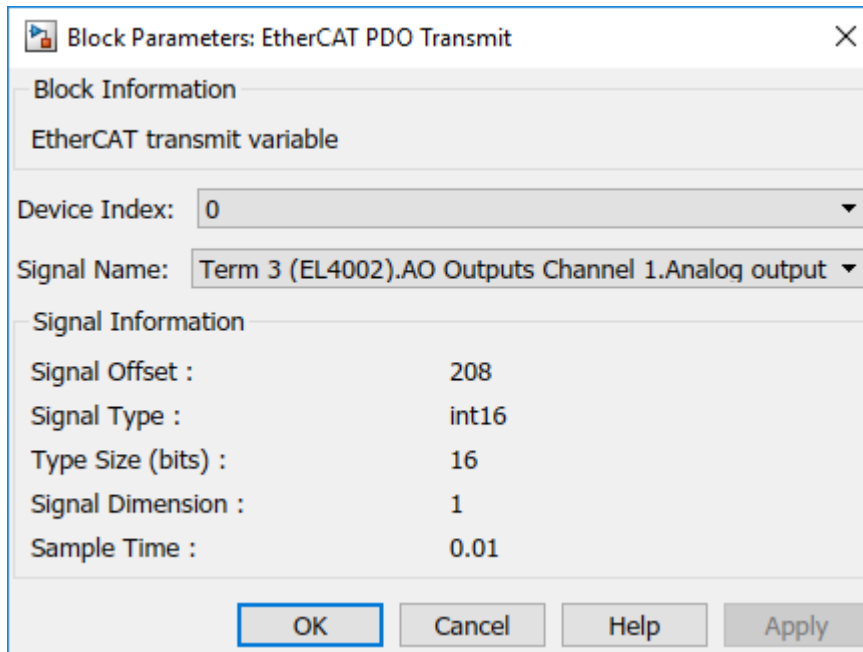 Block Parameters: EtherCAT PDO Transmit
Block Information
EtherCAT transmit variable
Device Index: 0
Signal Name: Term 3 (EL4002).AO Outputs Channel 1.Analog output
Signal Information
Signal Offset : 208
Signal Type : int16
Type Size (bits) : 16
Signal Dimension : 1
Sample Time : 0.01
OK Cancel Help Apply